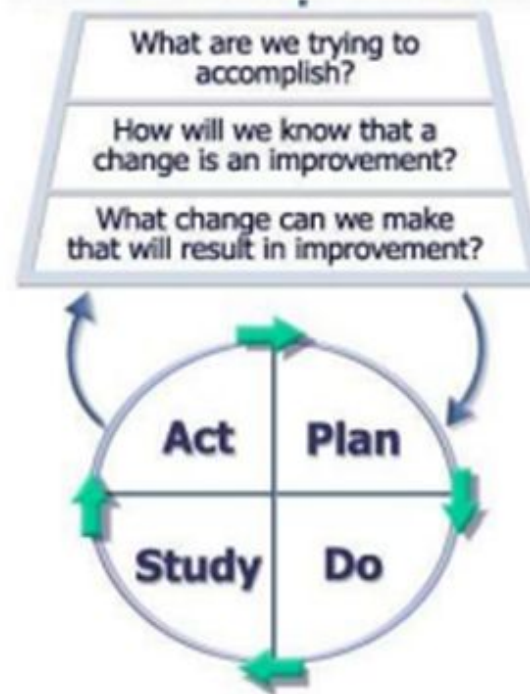 What are we trying to
accomplish?
How will we know that a
change is an improvement?
What change can we make
that will result in improvement?
Act Plan
Study Do